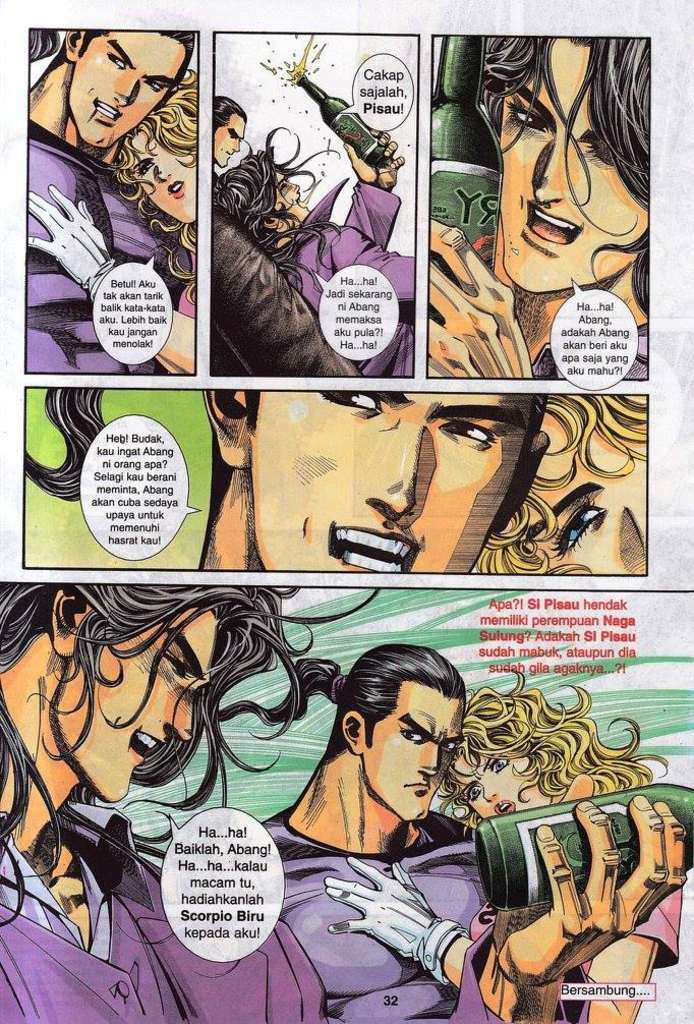 Betul! Aku
tak akan tarik
balik kata-kata
aku. Lebih baik
kau jangan
menolak!
Cakap
sajalah,
Pisau!
Ha...ha!
Jadi sekarang
ni Abang
memaksa
aku pula?!
Ha...ha!
Ha...ha!
Abang,
adakah Abang
akan beri aku
apa saja yang
aku mahu?!
Heh! Budak,
kau ingat Abang
ni orang apa?
Selagi kau berani
meminta, Abang
akan cuba sedaya
upaya untuk
memenuhi
hasrat kau!
Apa?! SI Pisau hendak
memiliki perempuan Naga
Sulung? Adakah SI Pisau
sudah mabuk, ataupun dia
sudah gila agaknya...?!
Ha...ha!
Baiklah, Abang!
Ha...ha...kalau
macam tu,
hadiahkanlah
Scorpio Biru
kepada aku!
Bersambung....
32